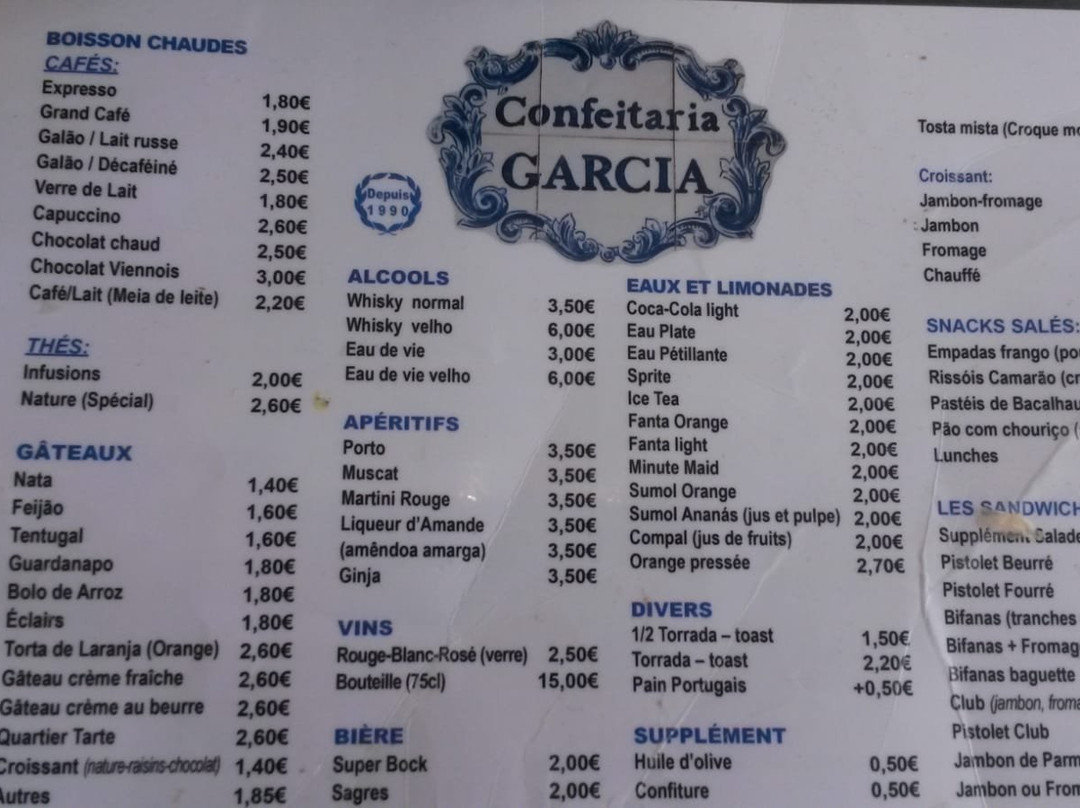 BOISSON CHAUDES
CAFÉS:
Expresso 1,80€
Grand Café 1,90€
Galão / Lait russe 2,40€
Galão / Décaféiné 2,50€
Verre de Lait 1,80€
Capuccino 2,60€
Chocolat chaud 2,50€
Chocolat Viennois 3,00€
Café/Lait (Meia de leite) 2,20€
THÉS:
Infusions 2,00€
Nature (Spécial) 2,60€
GÂTEAUX
Nata 1,40€
Feijão 1,60€
Tentugal 1,60€
Guardanapo 1,80€
Bolo de Arroz 1,80€
Éclairs 1,80€
Torta de Laranja (Orange) 2,60€
Gâteau crème fraîche 2,60€
Gâteau crème au beurre 2,60€
Quartier Tarte 2,60€
Croissant (nature-raisins-chocolat) 1,40€
Autres 1,85€
Confeitaria
GARCIA
Depuis
1990
ALCOOLS
Whisky normal 3,50€
Whisky velho 6,00€
Eau de vie 3,00€
Eau de vie velho 6,00€
APÉRITIFS
Porto 3,50€
Muscat 3,50€
Martini Rouge 3,50€
Liqueur d'Amande 3,50€
(amêndoa amarga) 3,50€
Ginja 3,50€
VINS
Rouge-Blanc-Rosé (verre) 2,50€
Bouteille (75cl) 15,00€
BIÈRE
Super Bock 2,00€
Sagres 2,00€
EAUX ET LIMONADES
Coca-Cola light 2,00€
Eau Plate 2,00€
Eau Pétillante 2,00€
Sprite 2,00€
Ice Tea 2,00€
Fanta Orange 2,00€
Fanta light 2,00€
Minute Maid 2,00€
Sumol Orange 2,00€
Sumol Ananás (jus et pulpe) 2,00€
Compal (jus de fruits) 2,00€
Orange pressée 2,70€
DIVERS
1/2 Torrada – toast 1,50€
Torrada – toast 2,20€
Pain Portugais +0,50€
SUPPLÉMENT
Huile d'olive 0,50€
Confiture 0,50€
Tosta mista (Croque
Croissant:
Jambon-fromage
Jambon
Fromage
Chauffé
SNACKS SALÉS:
Empadas frango
Rissóis Camarão
Pastéis de
Pão com chouriço
Lunches
LES
Supplément
Pistolet Beurré
Pistolet Fourré
Bifanas (tranches
Bifanas +
Bifanas baguette
Club (jambon,
Pistolet Club
Jambon de
Jambon ou